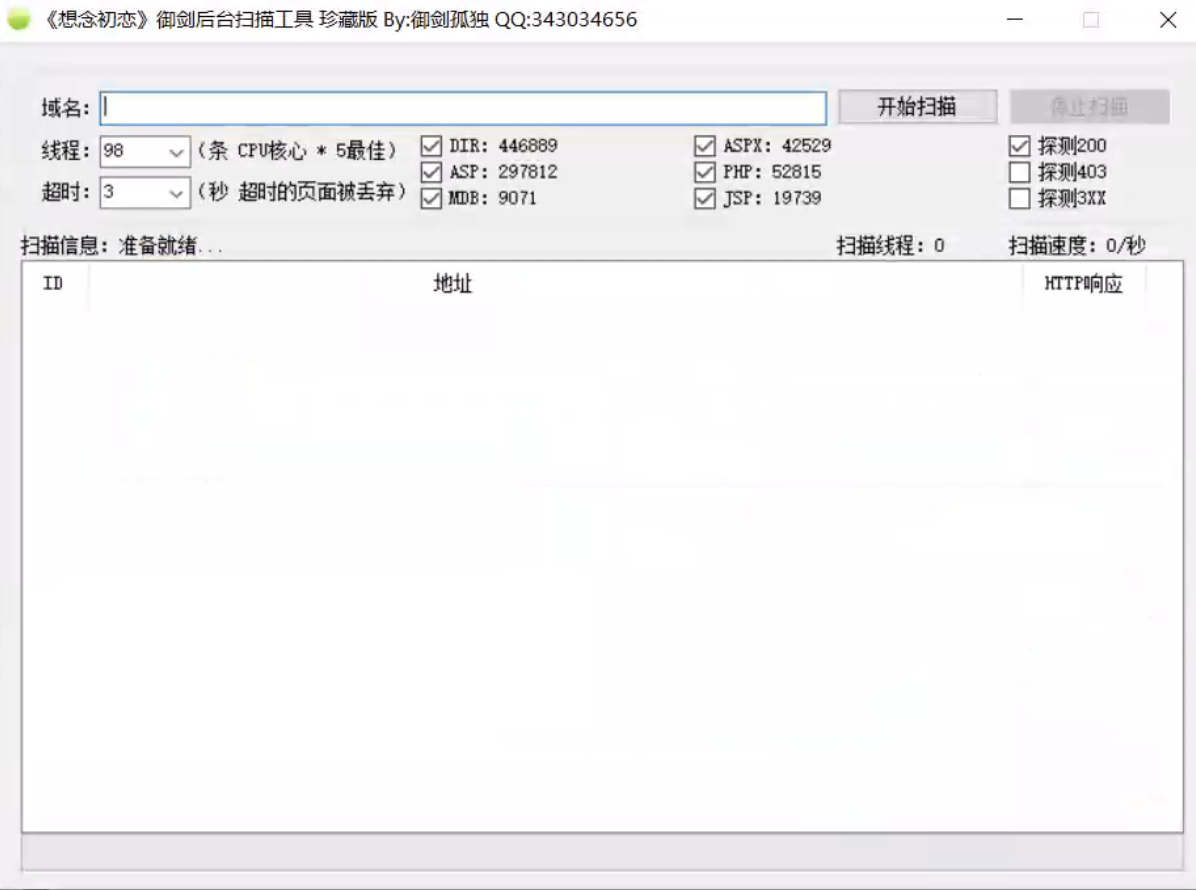 《想念初恋》御剑后台扫描工具 珍藏版 By:御剑孤独 QQ:343034656
域名: 开始扫描 停止扫描
线程: 98 (条 CPU核心 * 5最佳) DIR: 446889 ASPX: 42529 探测200
ASP: 297812 PHP: 52815 探测403
超时: 3 (秒 超时的页面被丢弃) MDB: 9071 JSP: 19739 探测3XX
扫描信息: 准备就绪... 扫描线程: 0 扫描速度: 0/秒
ID 地址 HTTP响应